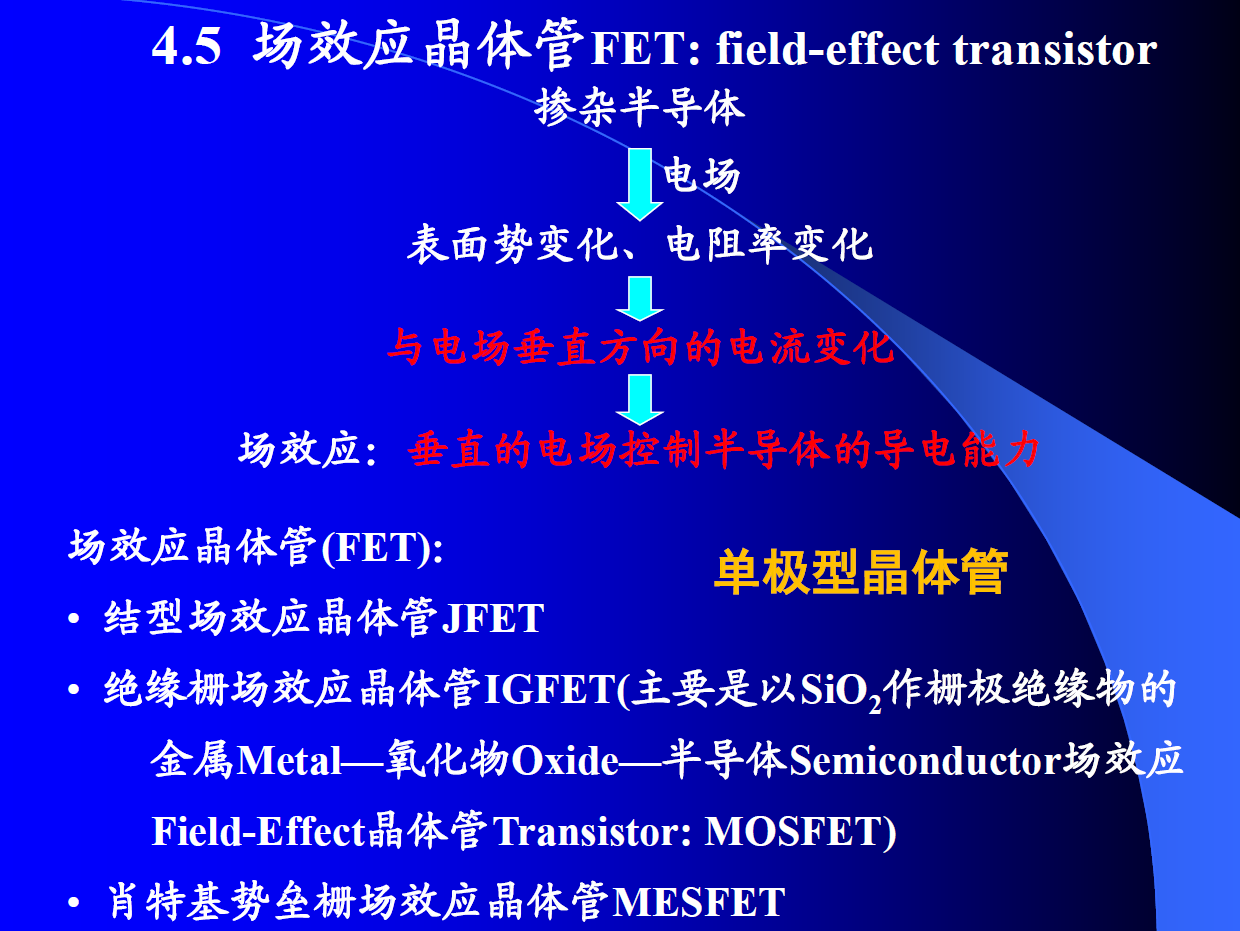 4.5 场效应晶体管FET: field-effect transistor
掺杂半导体
电场
表面势变化、电阻率变化
与电场垂直方向的电流变化
场效应：垂直的电场控制半导体的导电能力
场效应晶体管(FET):
单极型晶体管
• 结型场效应晶体管JFET
• 绝缘栅场效应晶体管IGFET(主要是以SiO₂作栅极绝缘物的
金属Metal—氧化物Oxide—半导体Semiconductor场效应
Field-Effect晶体管Transistor: MOSFET)
• 肖特基势垒栅场效应晶体管MESFET